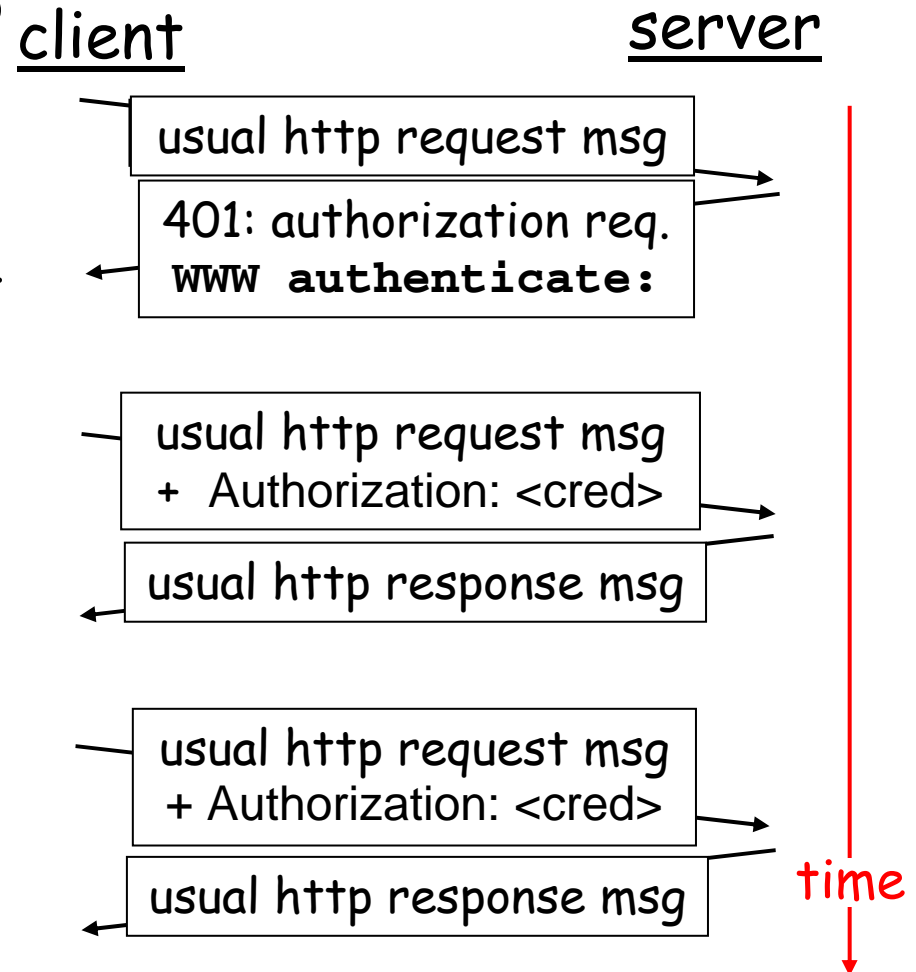 client
server
usual http request msg
401: authorization req.
WWW authenticate:
usual http request msg
+ Authorization: <cred>
usual http response msg
usual http request msg
+ Authorization: <cred>
usual http response msg
time